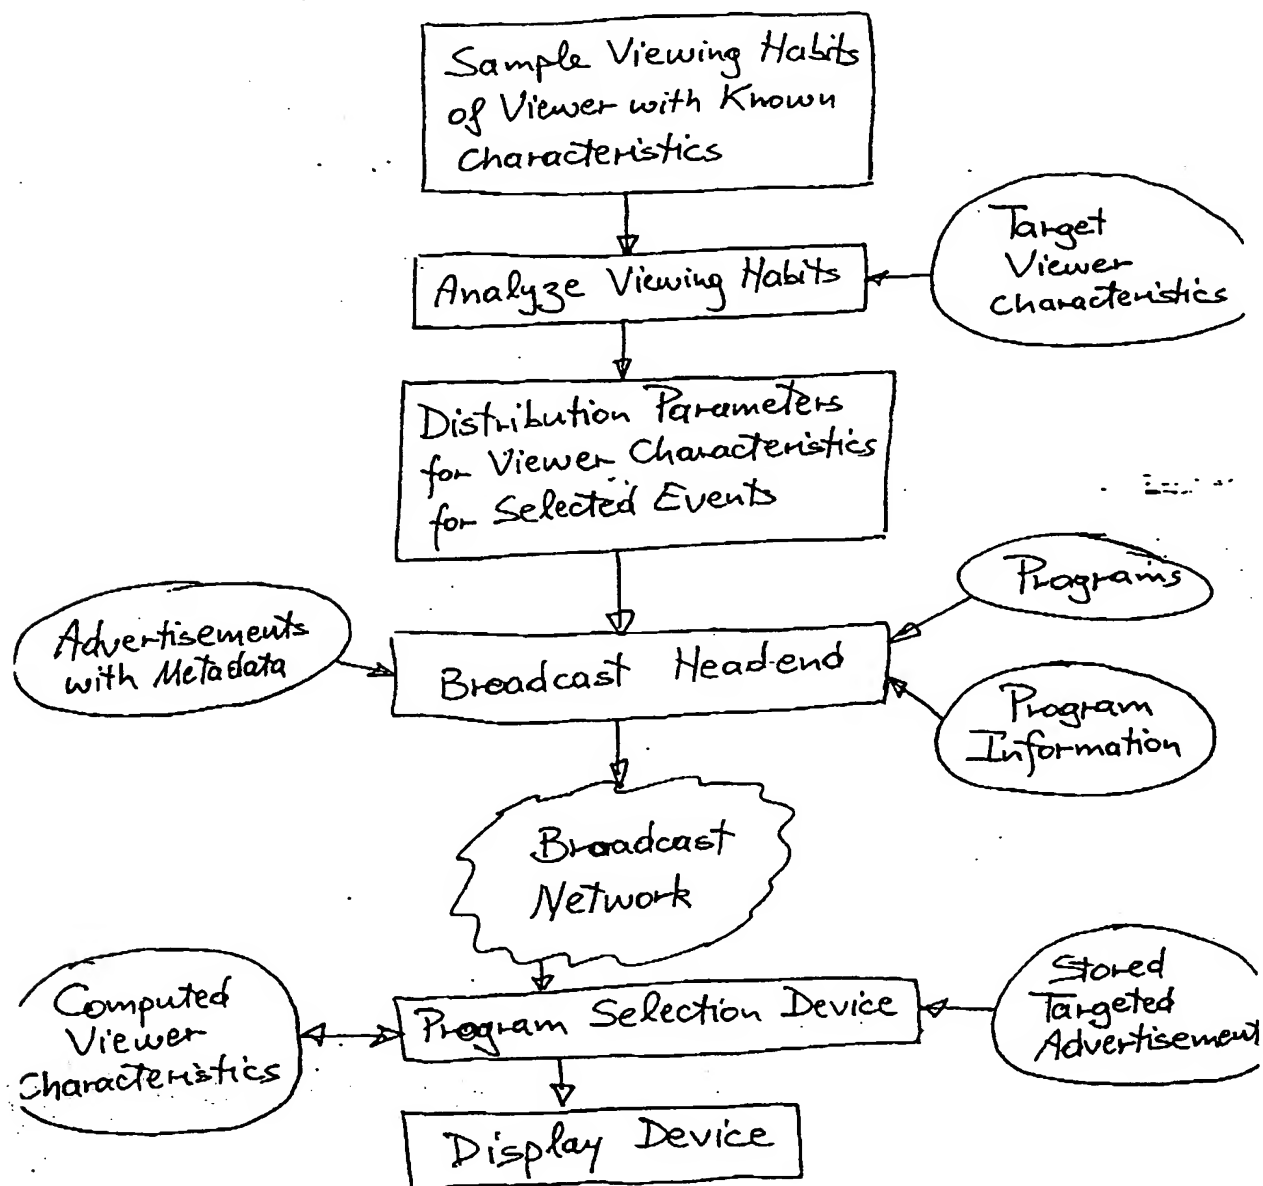 Sample Viewing Habits
of Viewer with Known
Characteristics
Target
Viewer
Characteristics
Analyze Viewing Habits
Distribution Parameters
for Viewer Characteristics
for Selected Events
Programs
Advertisements
with Metadata
Broadcast Head-end
Program
Information
Broadcast
Network
Computed
Viewer
Characteristics
Program Selection Device
Stored
Targeted
Advertisement
Display Device